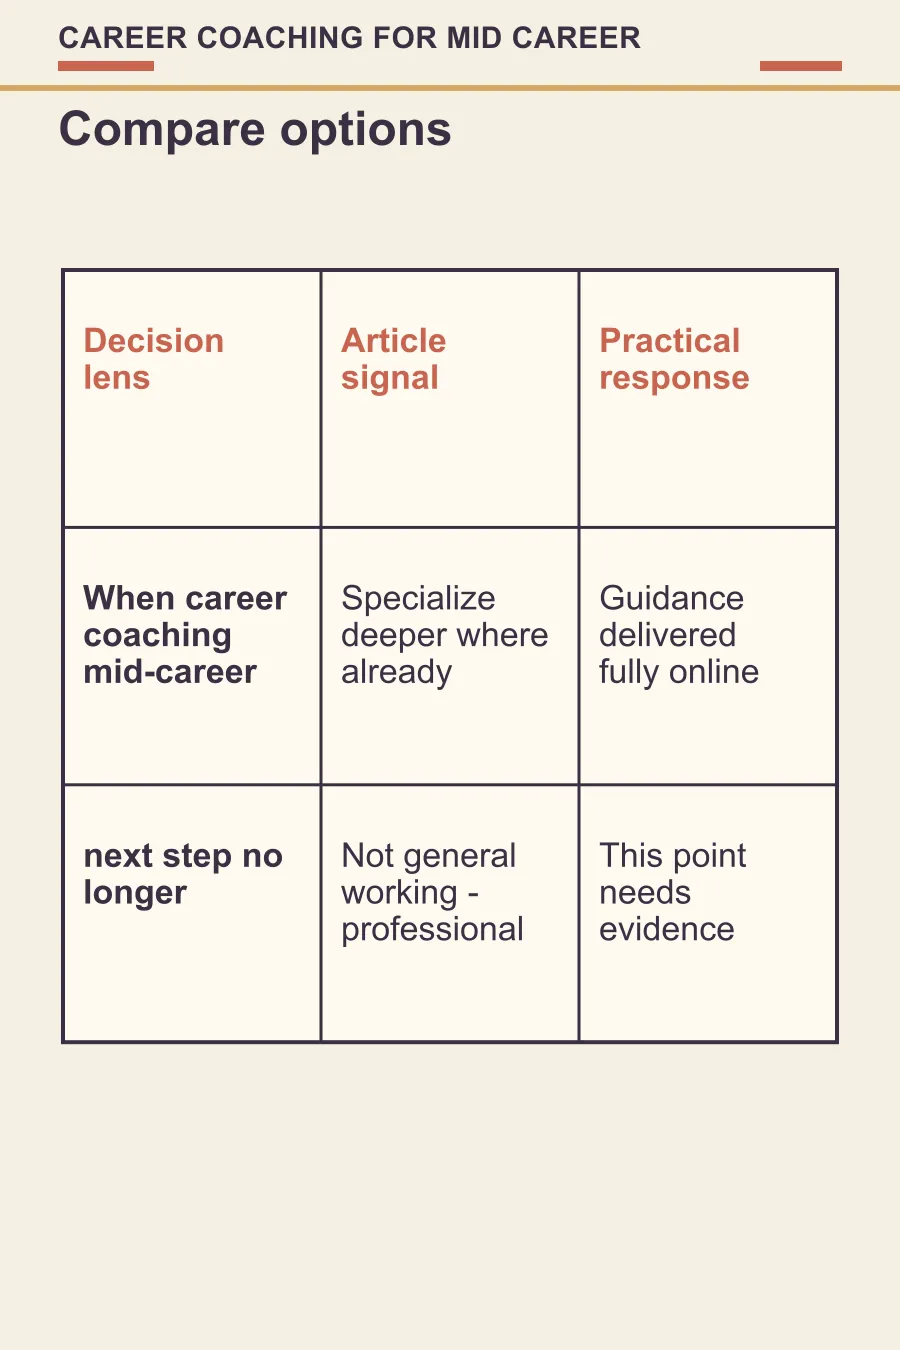 CAREER COACHING FOR MID CAREER
Compare options
Decision
lens
Article
signal
Practical
response
When career
coaching
mid-career
Specialize
deeper where
already
Guidance
delivered
fully online
next step no
longer
Not general
working -
professional
This point
needs
evidence